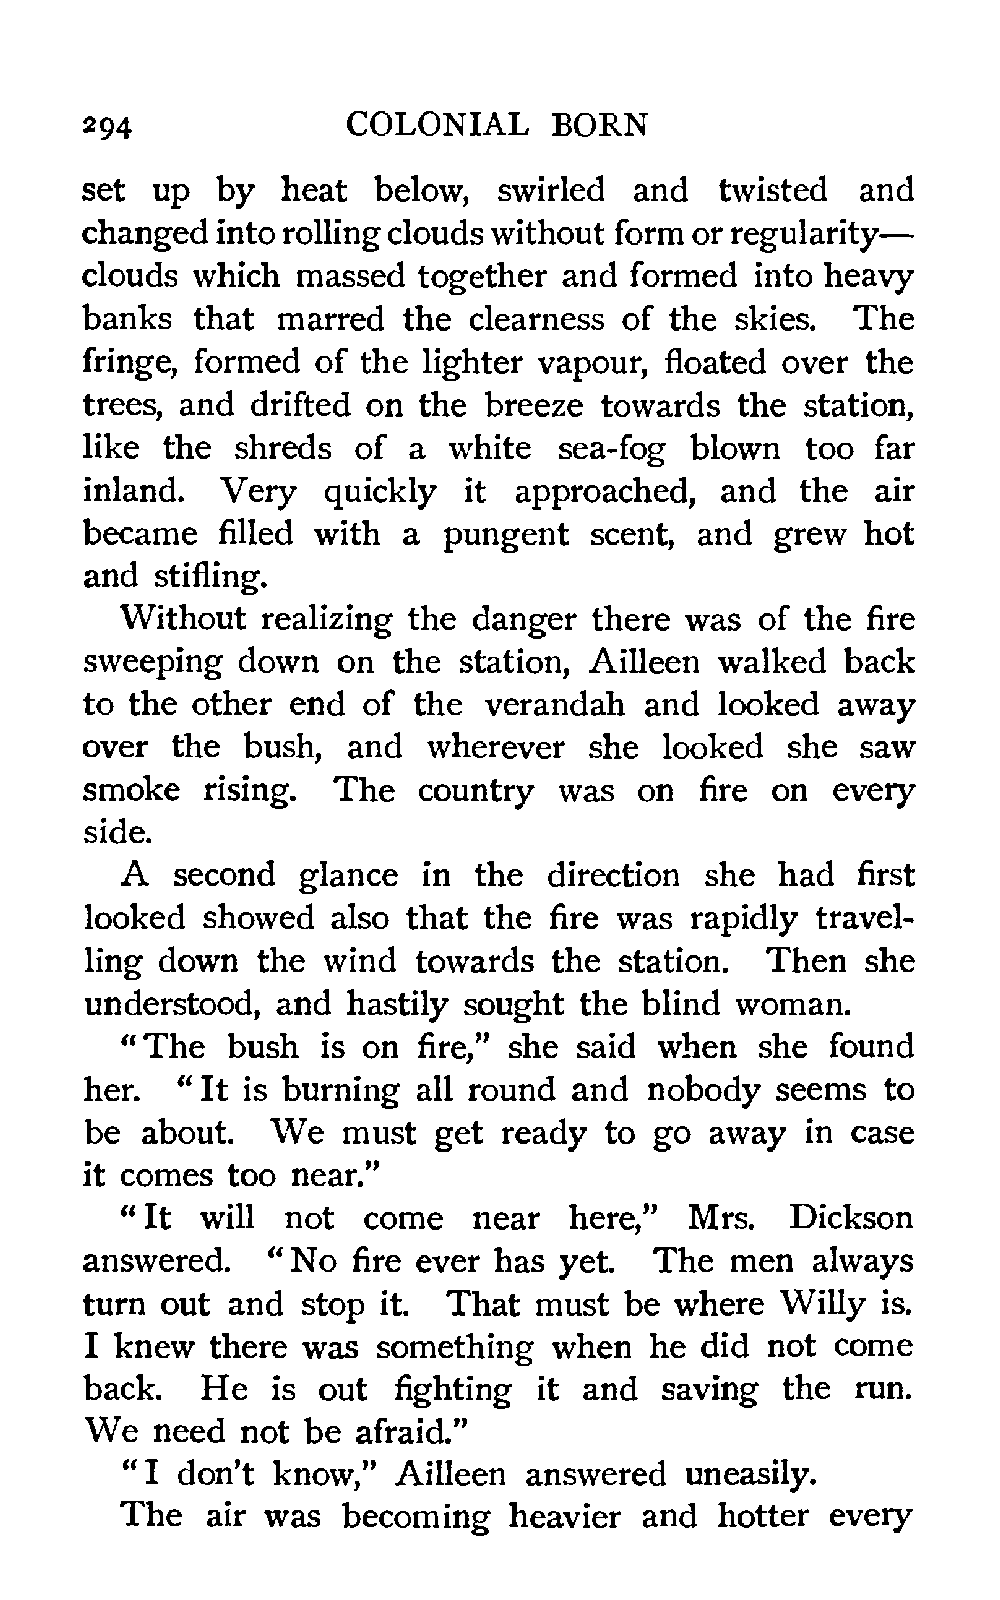 294 COLONIAL BORN
set up by heat below, swirled and twisted and
changed into rolling clouds without form or regularity—
clouds which massed together and formed into heavy
banks that marred the clearness of the skies. The
fringe, formed of the lighter vapour, floated over the
trees, and drifted on the breeze towards the station,
like the shreds of a white sea-fog blown too far
inland. Very quickly it approached, and the air
became filled with a pungent scent, and grew hot
and stifling.
Without realizing the danger there was of the fire
sweeping down on the station, Ailleen walked back
to the other end of the verandah and looked away
over the bush, and wherever she looked she saw
smoke rising. The country was on fire on every
side.
A second glance in the direction she had first
looked showed also that the fire was rapidly travel-
ling down the wind towards the station. Then she
understood, and hastily sought the blind woman.
“The bush is on fire,” she said when she found
her. “It is burning all round and nobody seems to
be about. We must get ready to go away in case
it comes too near.”
“It will not come near here,” Mrs. Dickson
answered. “No fire ever has yet. The men always
turn out and stop it. That must be where Willy is.
I knew there was something when he did not come
back. He is out fighting it and saving the run.
We need not be afraid.”
“I don't know,” Ailleen answered uneasily.
The air was becoming heavier and hotter every